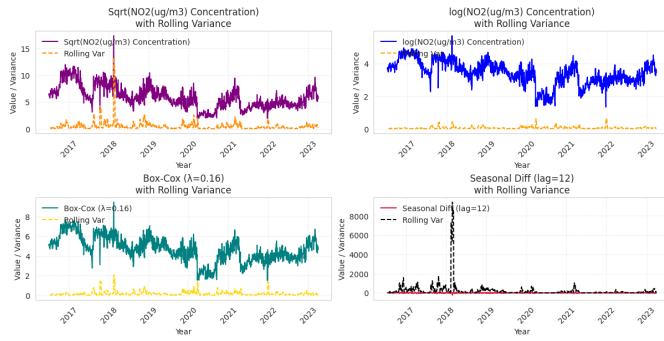 Sqrt(NO2(ug/m3) Concentration)
with Rolling Variance
Sqrt(NO2(ug/m3) Concentration)
Rolling Var
Value / Variance
15
10
5
0
2017
2018
2019
2020
2021
2022
2023
Year
log(NO2(ug/m3) Concentration)
with Rolling Variance
log(NO2(ug/m3) Concentration)
Rolling Var
Value / Variance
4
2
0
2017
2018
2019
2020
2021
2022
2023
Year
Box-Cox (λ=0.16)
with Rolling Variance
Box-Cox (λ=0.16)
Rolling Var
Value / Variance
8
6
4
2
0
2017
2018
2019
2020
2021
2022
2023
Year
Seasonal Diff (lag=12)
with Rolling Variance
Seasonal Diff (lag=12)
Rolling Var
Value / Variance
8000
6000
4000
2000
0
2017
2018
2019
2020
2021
2022
2023
Year